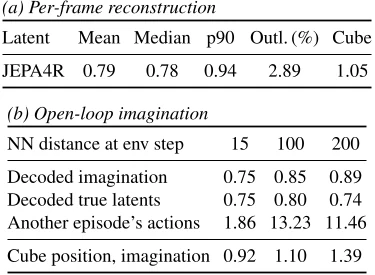 (a) Per-frame reconstruction
Latent Mean Median p90 Outl. (%) Cube
JEPA4R 0.79 0.78 0.94 2.89 1.05
(b) Open-loop imagination
NN distance at env step 15 100 200
Decoded imagination 0.75 0.85 0.89
Decoded true latents 0.75 0.80 0.74
Another episode's actions 1.86 13.23 11.46
Cube position, imagination 0.92 1.10 1.39